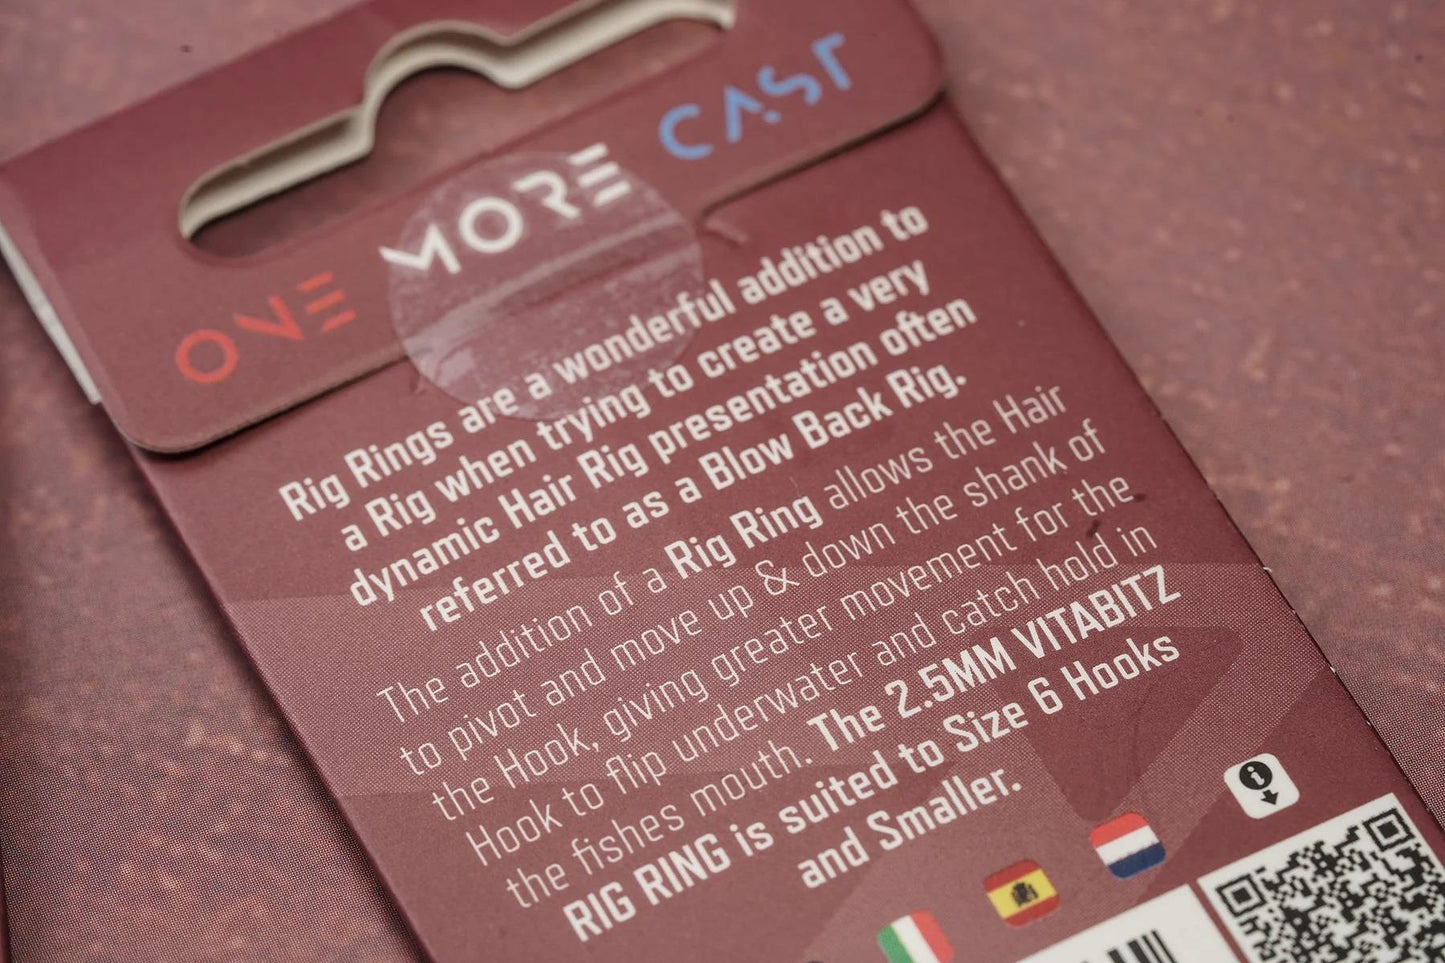 ONE MORE CAST
Rig Rings are a wonderful addition to
a Rig when trying to create a very
dynamic Hair Rig presentation often
referred to as a Blow Back Rig.
The addition of a Rig Ring allows the Hair
to pivot and move up & down the shank of
the Hook, giving greater movement for the
Hook to flip underwater and catch hold in
the fishes mouth. The 2.5MM VITABITZ
RIG RING is suited to Size 6 Hooks
and Smaller.
i